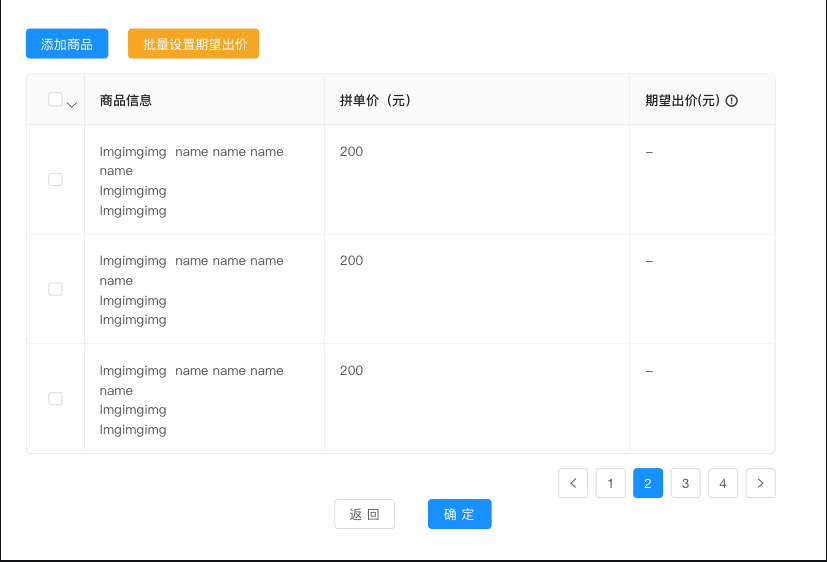 添加商品 批量设置期望出价
商品信息 拼单价（元） 期望出价(元)
Imgimgimg name name name 200 –
name
Imgimgimg
Imgimgimg
Imgimgimg name name name 200 –
name
Imgimgimg
Imgimgimg
Imgimgimg name name name 200 –
name
Imgimgimg
Imgimgimg
1 2 3 4
返 回 确 定